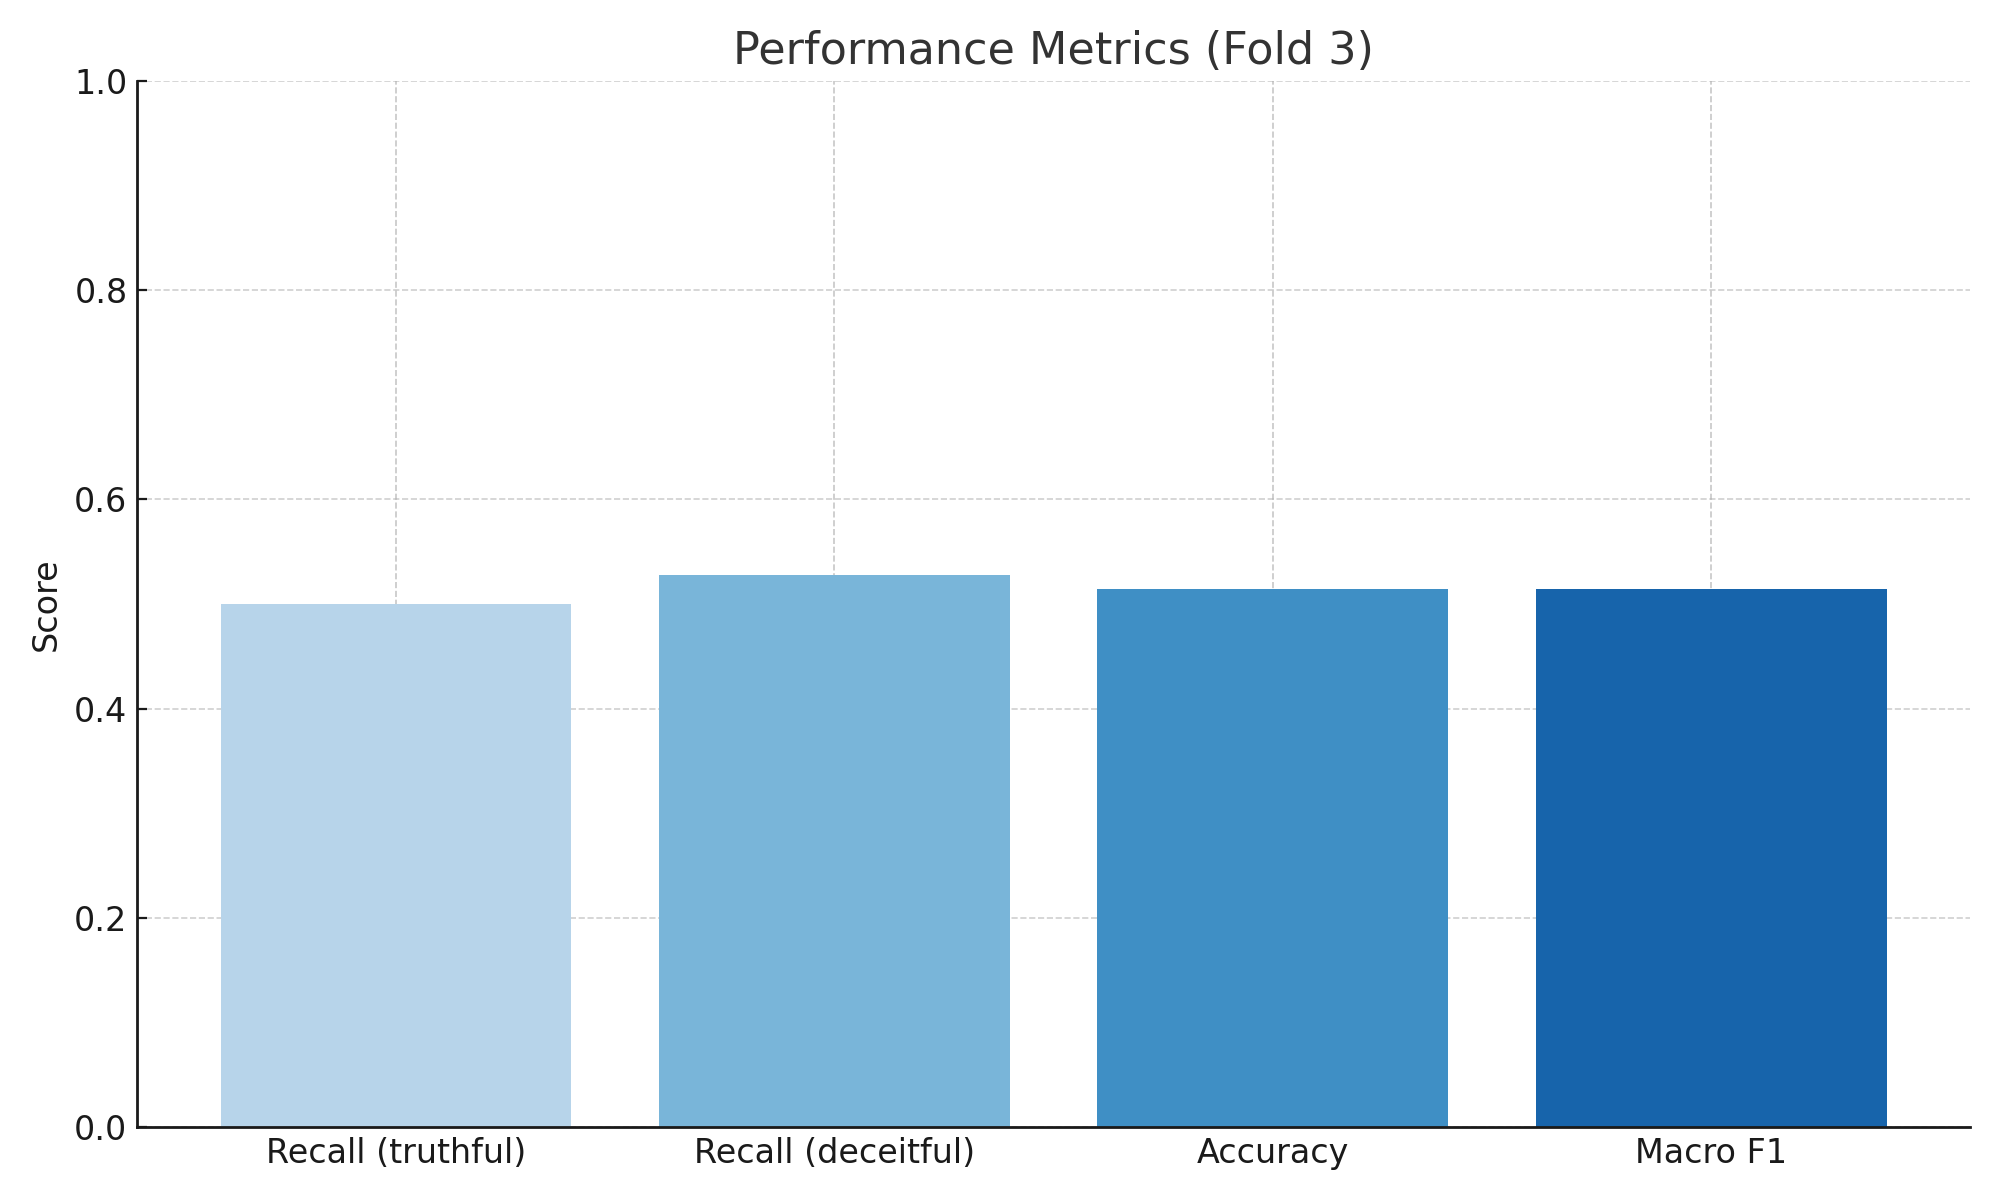 Performance Metrics (Fold 3)
1.0
0.8
0.6
0.4
0.2
0.0
Score
Recall (truthful)
Recall (deceitful)
Accuracy
Macro F1